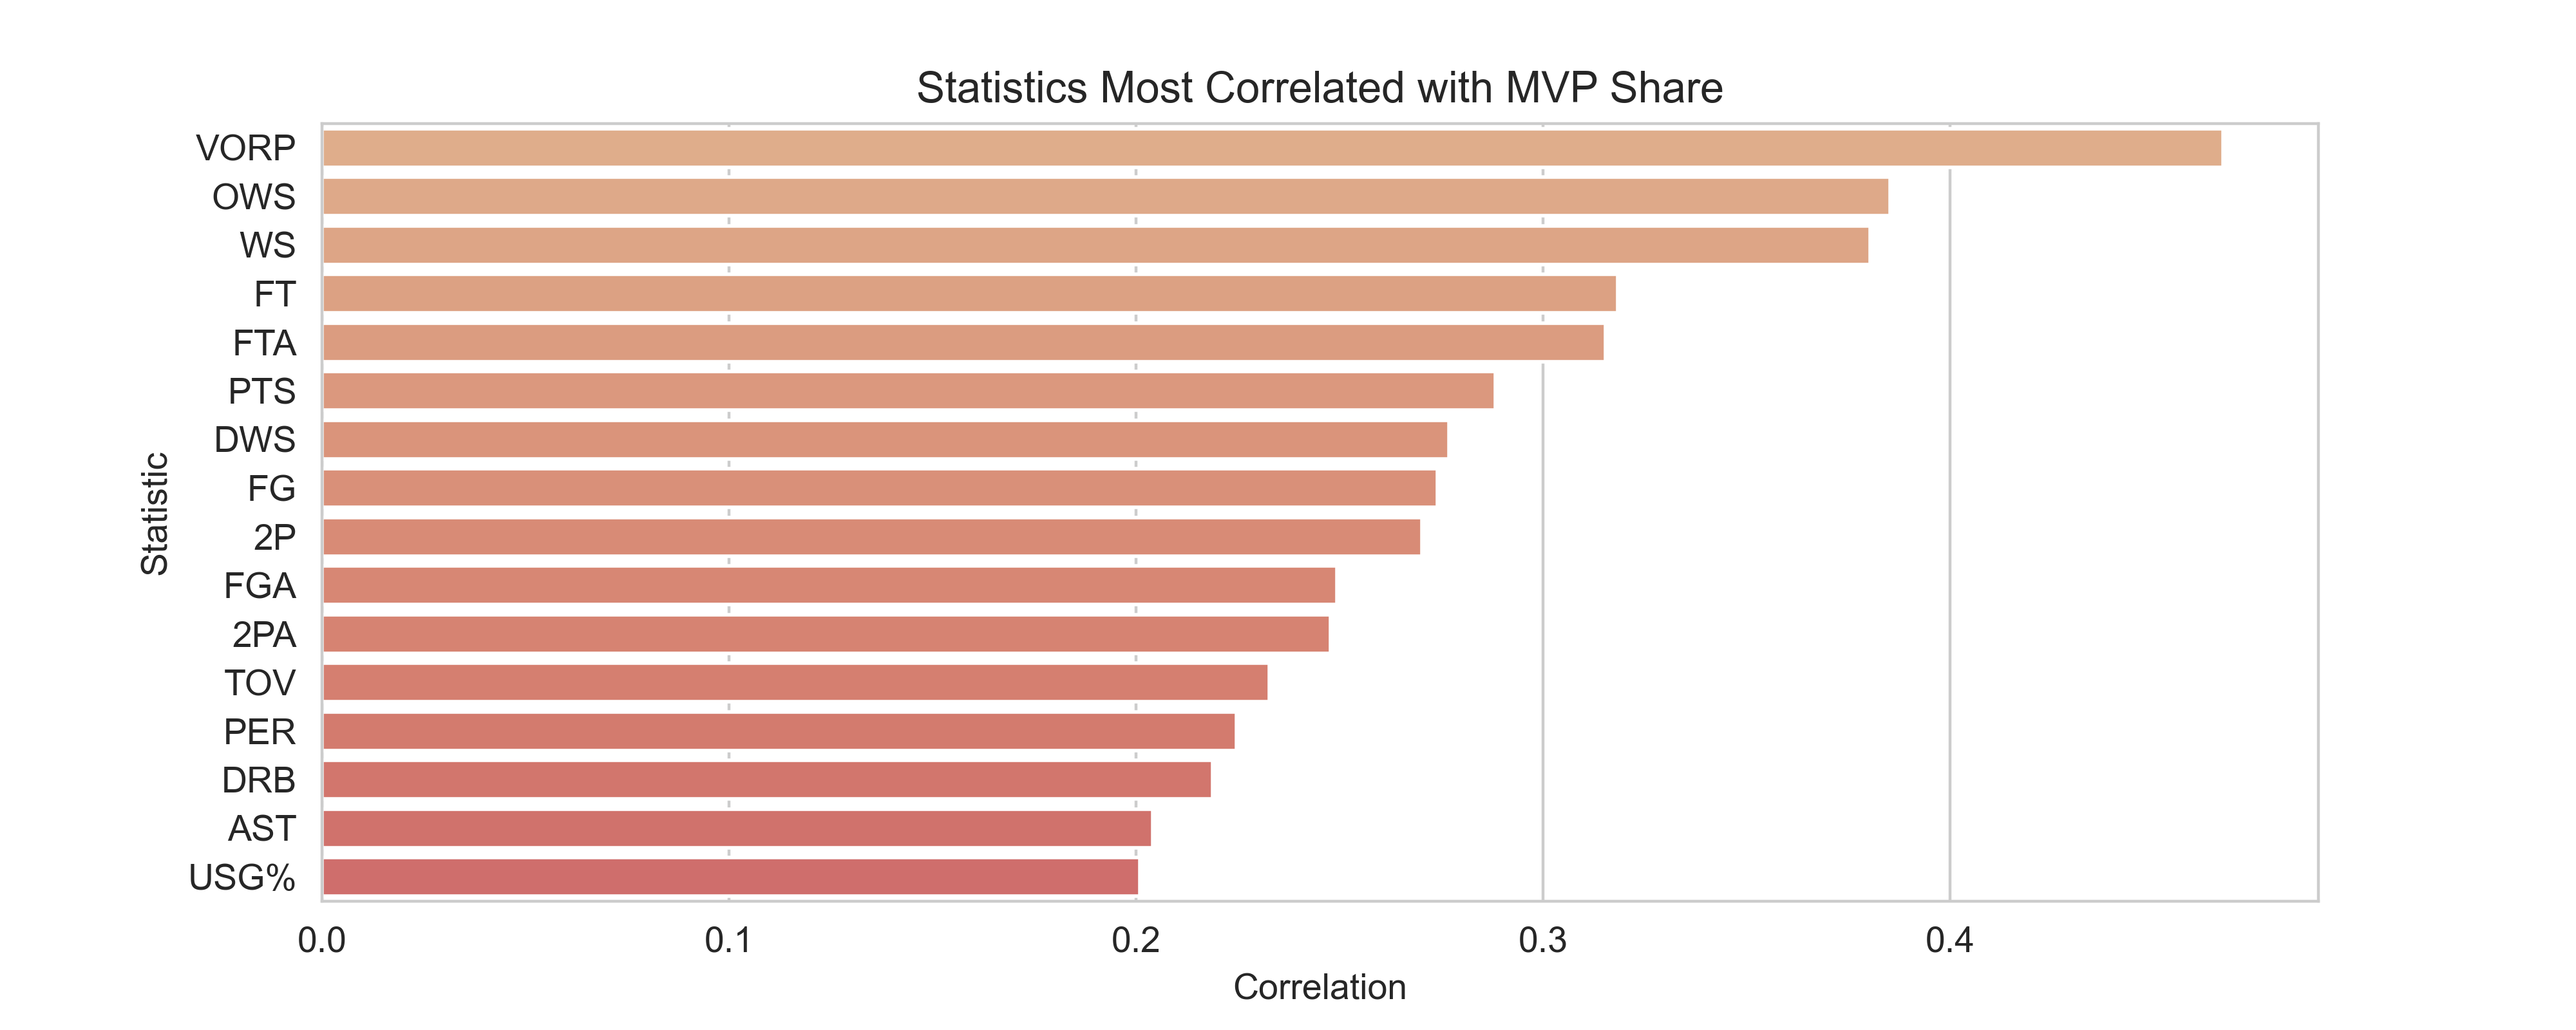 Statistics Most Correlated with MVP Share
VORP
OWS
WS
FT
FTA
PTS
DWS
FG
2P
FGA
2PA
TOV
PER
DRB
AST
USG%
Statistic
0.0 0.1 0.2 0.3 0.4
Correlation